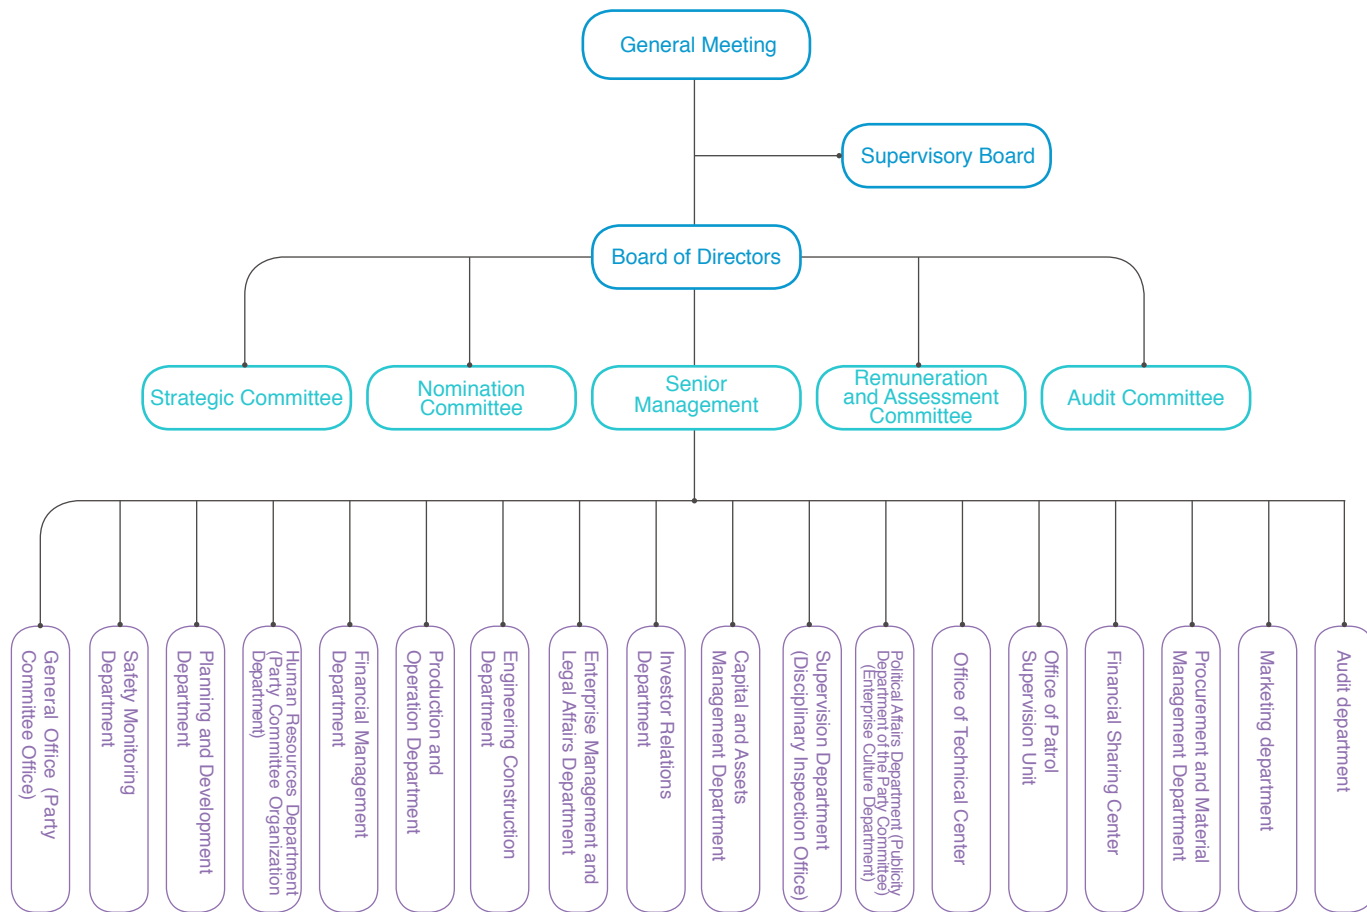 General Meeting
Supervisory Board
Board of Directors
Strategic Committee
Nomination
Committee
Senior
Management
Remuneration
and Assessment
Committee
Audit Committee
General Office (Party
Committee Office)
Safety Monitoring
Department
Planning and Development
Department
Human Resources Department
(Party Committee Organization
Department)
Financial Management
Department
Production and
Operation Department
Engineering Construction
Department
Enterprise Management and
Legal Affairs Department
Investor Relations
Department
Capital and Assets
Management Department
Supervision Department
(Disciplinary Inspection Office)
Political Affairs Department (Publicity
Department of the Party Committee)
(Enterprise Culture Department)
Office of Technical Center
Office of Patrol
Supervision Unit
Financial Sharing Center
Procurement and Material
Management Department
Marketing department
Audit department